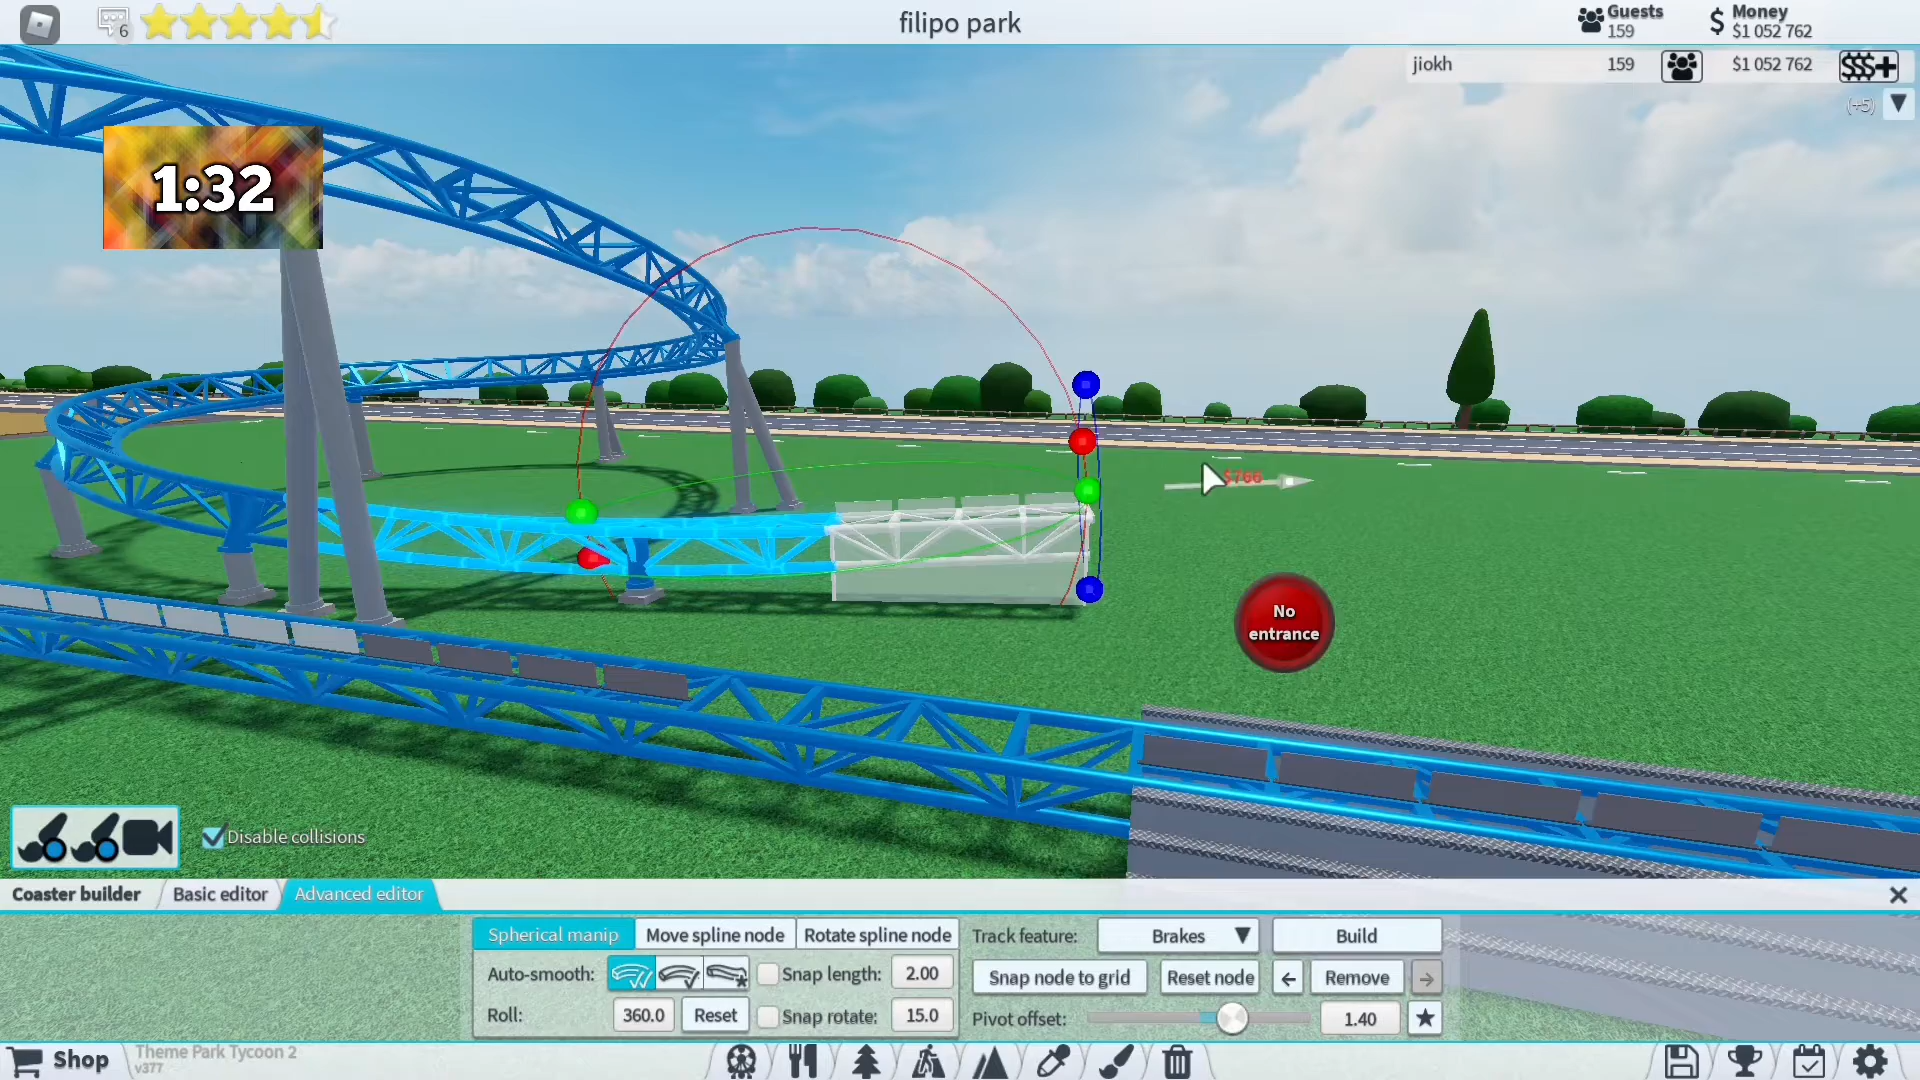 6
filipo park
Guests
159
Money
$1 052 762
jiokh
159
$1 052 762
$$$+
(+5)
1:32
$766
No
entrance
Disable collisions
Coaster builder
Basic editor
Advanced editor
Spherical manip
Move spline node
Rotate spline node
Track feature:
Brakes
Build
Auto-smooth:
Snap length:
2.00
Snap node to grid
Reset node
Remove
Roll:
360.0
Reset
Snap rotate:
15.0
Pivot offset:
1.40
Shop
Theme Park Tycoon 2
v377